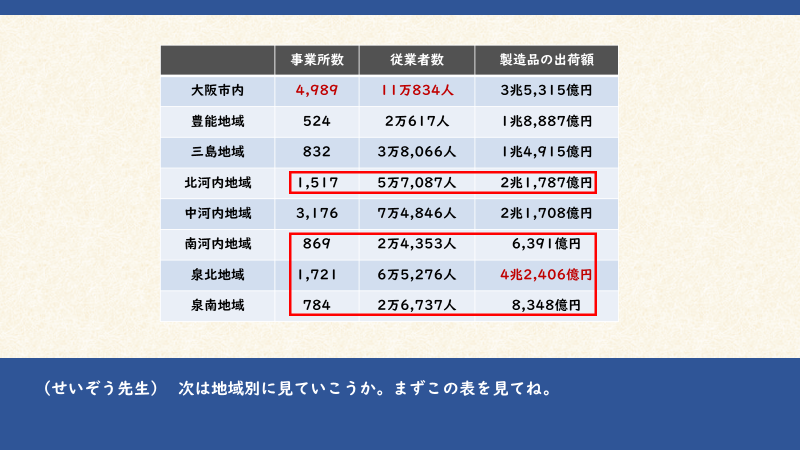 事業所数 従業者数 製造品の出荷額
大阪市内 4,989 11万834人 3兆5,315億円
豊能地域 524 2万617人 1兆8,887億円
三島地域 832 3万8,066人 1兆4,915億円
北河内地域 1,517 5万7,087人 2兆1,787億円
中河内地域 3,176 7万4,846人 2兆1,708億円
南河内地域 869 2万4,353人 6,391億円
泉北地域 1,721 6万5,276人 4兆2,406億円
泉南地域 784 2万6,737人 8,348億円
（せいぞう先生） 次は地域別に見ていこうか。まずこの表を見てね。